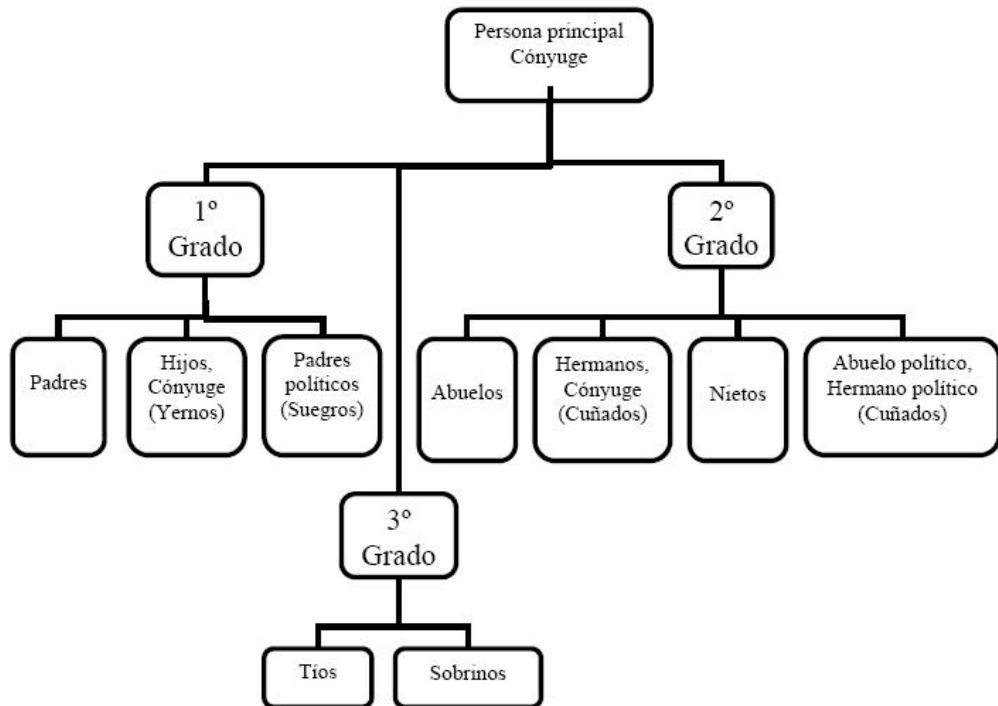 Persona principal
Cónyuge
1º
Grado
2º
Grado
Padres
Hijos,
Cónyuge
(Yernos)
Padres
políticos
(Suegros)
Abuelos
Hermanos,
Cónyuge
(Cuñados)
Nietos
Abuelo político,
Hermano político
(Cuñados)
3º
Grado
Tíos
Sobrinos